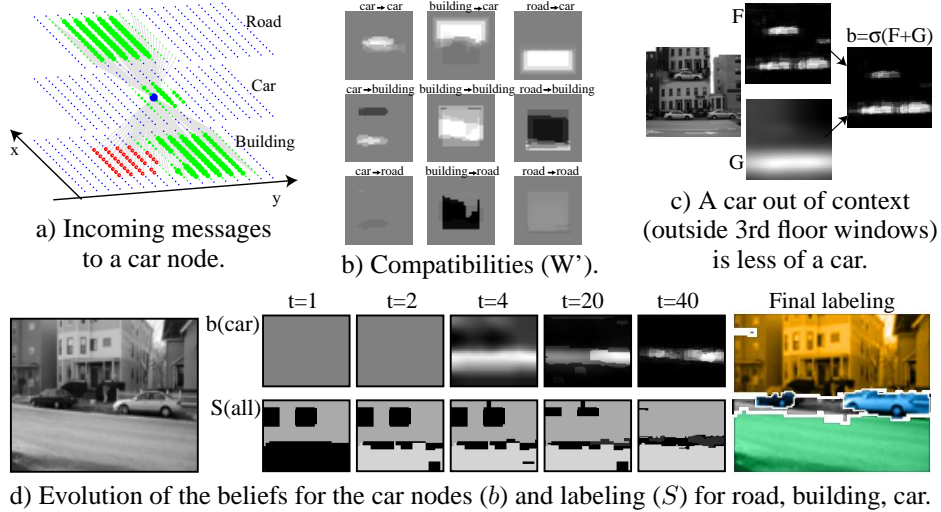 Road
Car
Building
x
y
a) Incoming messages
to a car node.
car→car
building→car
road→car
car→building
building→building
road→building
car→road
building→road
road→road
b) Compatibilities (W').
F
b=σ(F+G)
G
c) A car out of context
(outside 3rd floor windows)
is less of a car.
t=1
t=2
t=4
t=20
t=40
Final labeling
b(car)
S(all)
d) Evolution of the beliefs for the car nodes (b) and labeling (S) for road, building, car.